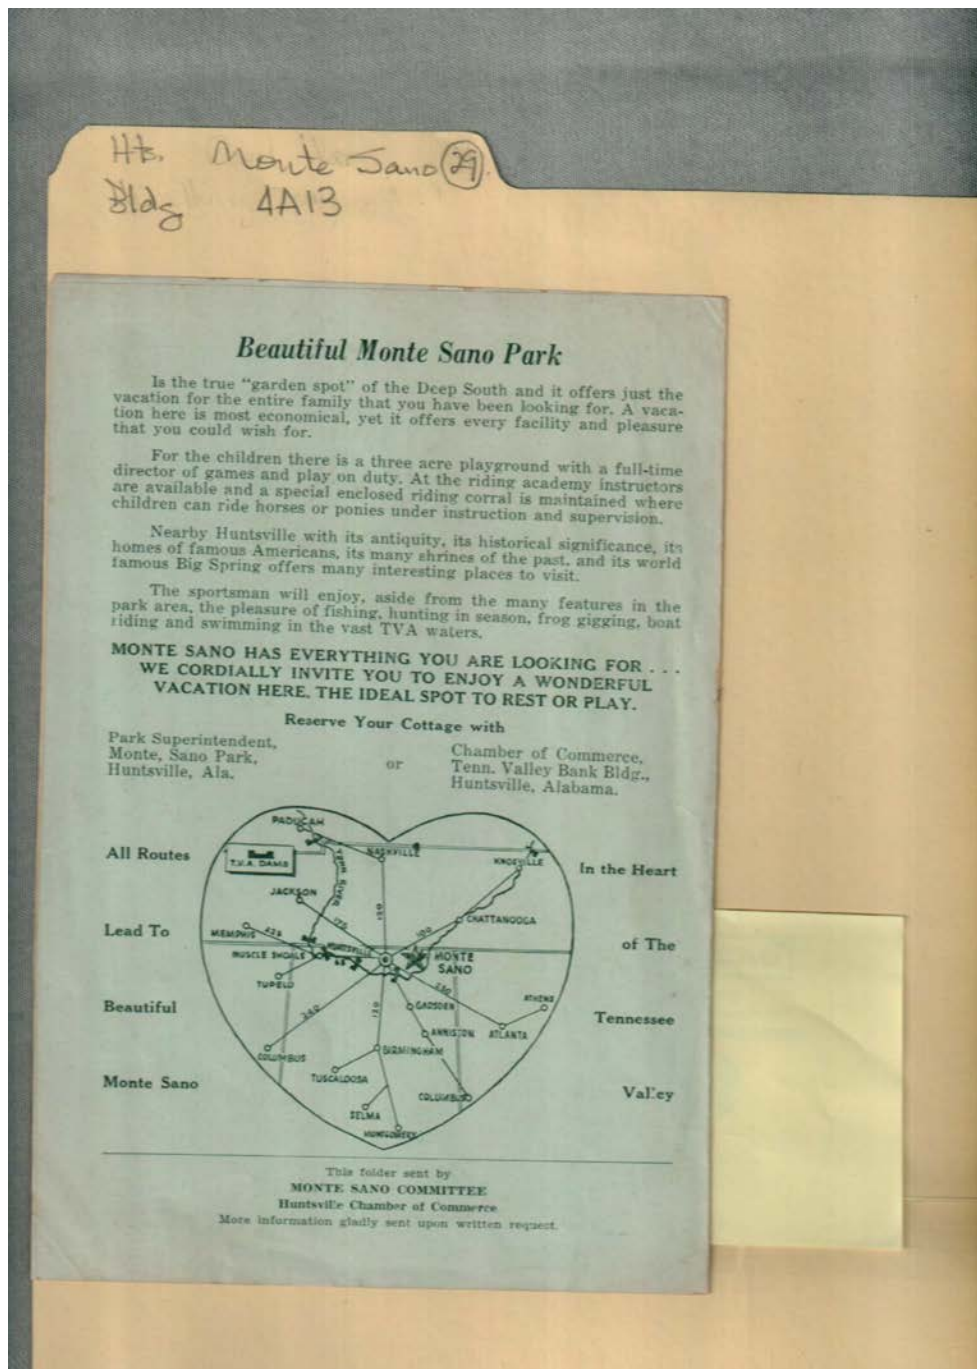 Hts. Monte Sano 29
Bldg 4A13
Beautiful Monte Sano Park
Is the true "garden spot" of the Deep South and it offers just the
vacation for the entire family that you have been looking for. A vaca-
tion here is most economical, yet it offers every facility and pleasure
that you could wish for.
For the children there is a three acre playground with a full-time
director of games and play on duty. At the riding academy instructors
are available and a special enclosed riding corral is maintained where
children can ride horses or ponies under instruction and supervision.
Nearby Huntsville with its antiquity, its historical significance, its
homes of famous Americans, its many shrines of the past, and its world
famous Big Spring offers many interesting places to visit.
The sportsman will enjoy, aside from the many features in the
park area, the pleasure of fishing, hunting in season, frog gigging, boat
riding and swimming in the vast TVA waters.
MONTE SANO HAS EVERYTHING YOU ARE LOOKING FOR . . .
WE CORDIALLY INVITE YOU TO ENJOY A WONDERFUL
VACATION HERE. THE IDEAL SPOT TO REST OR PLAY.
Reserve Your Cottage with
Park Superintendent,
Monte, Sano Park,
Huntsville, Ala.
or
Chamber of Commerce,
Tenn. Valley Bank Bldg.,
Huntsville, Alabama.
All Routes
Lead To
Beautiful
Monte Sano
PADUCAH
T.V.A. DAMS
TENN RIVER
NASHVILLE
KNOXVILLE
JACKSON
CHATTANOOGA
MEMPHIS
MUSCLE SHOALS
HUNTSVILLE
MONTE
SANO
TUPELO
GADSDEN
ATHENS
ANNISTON
ATLANTA
240
120
COLUMBUS
BIRMINGHAM
TUSCALOOSA
COLUMBUS
SELMA
In the Heart
of The
Tennessee
Valley
This folder sent by
MONTE SANO COMMITTEE
Huntsville Chamber of Commerce
More information gladly sent upon written request.